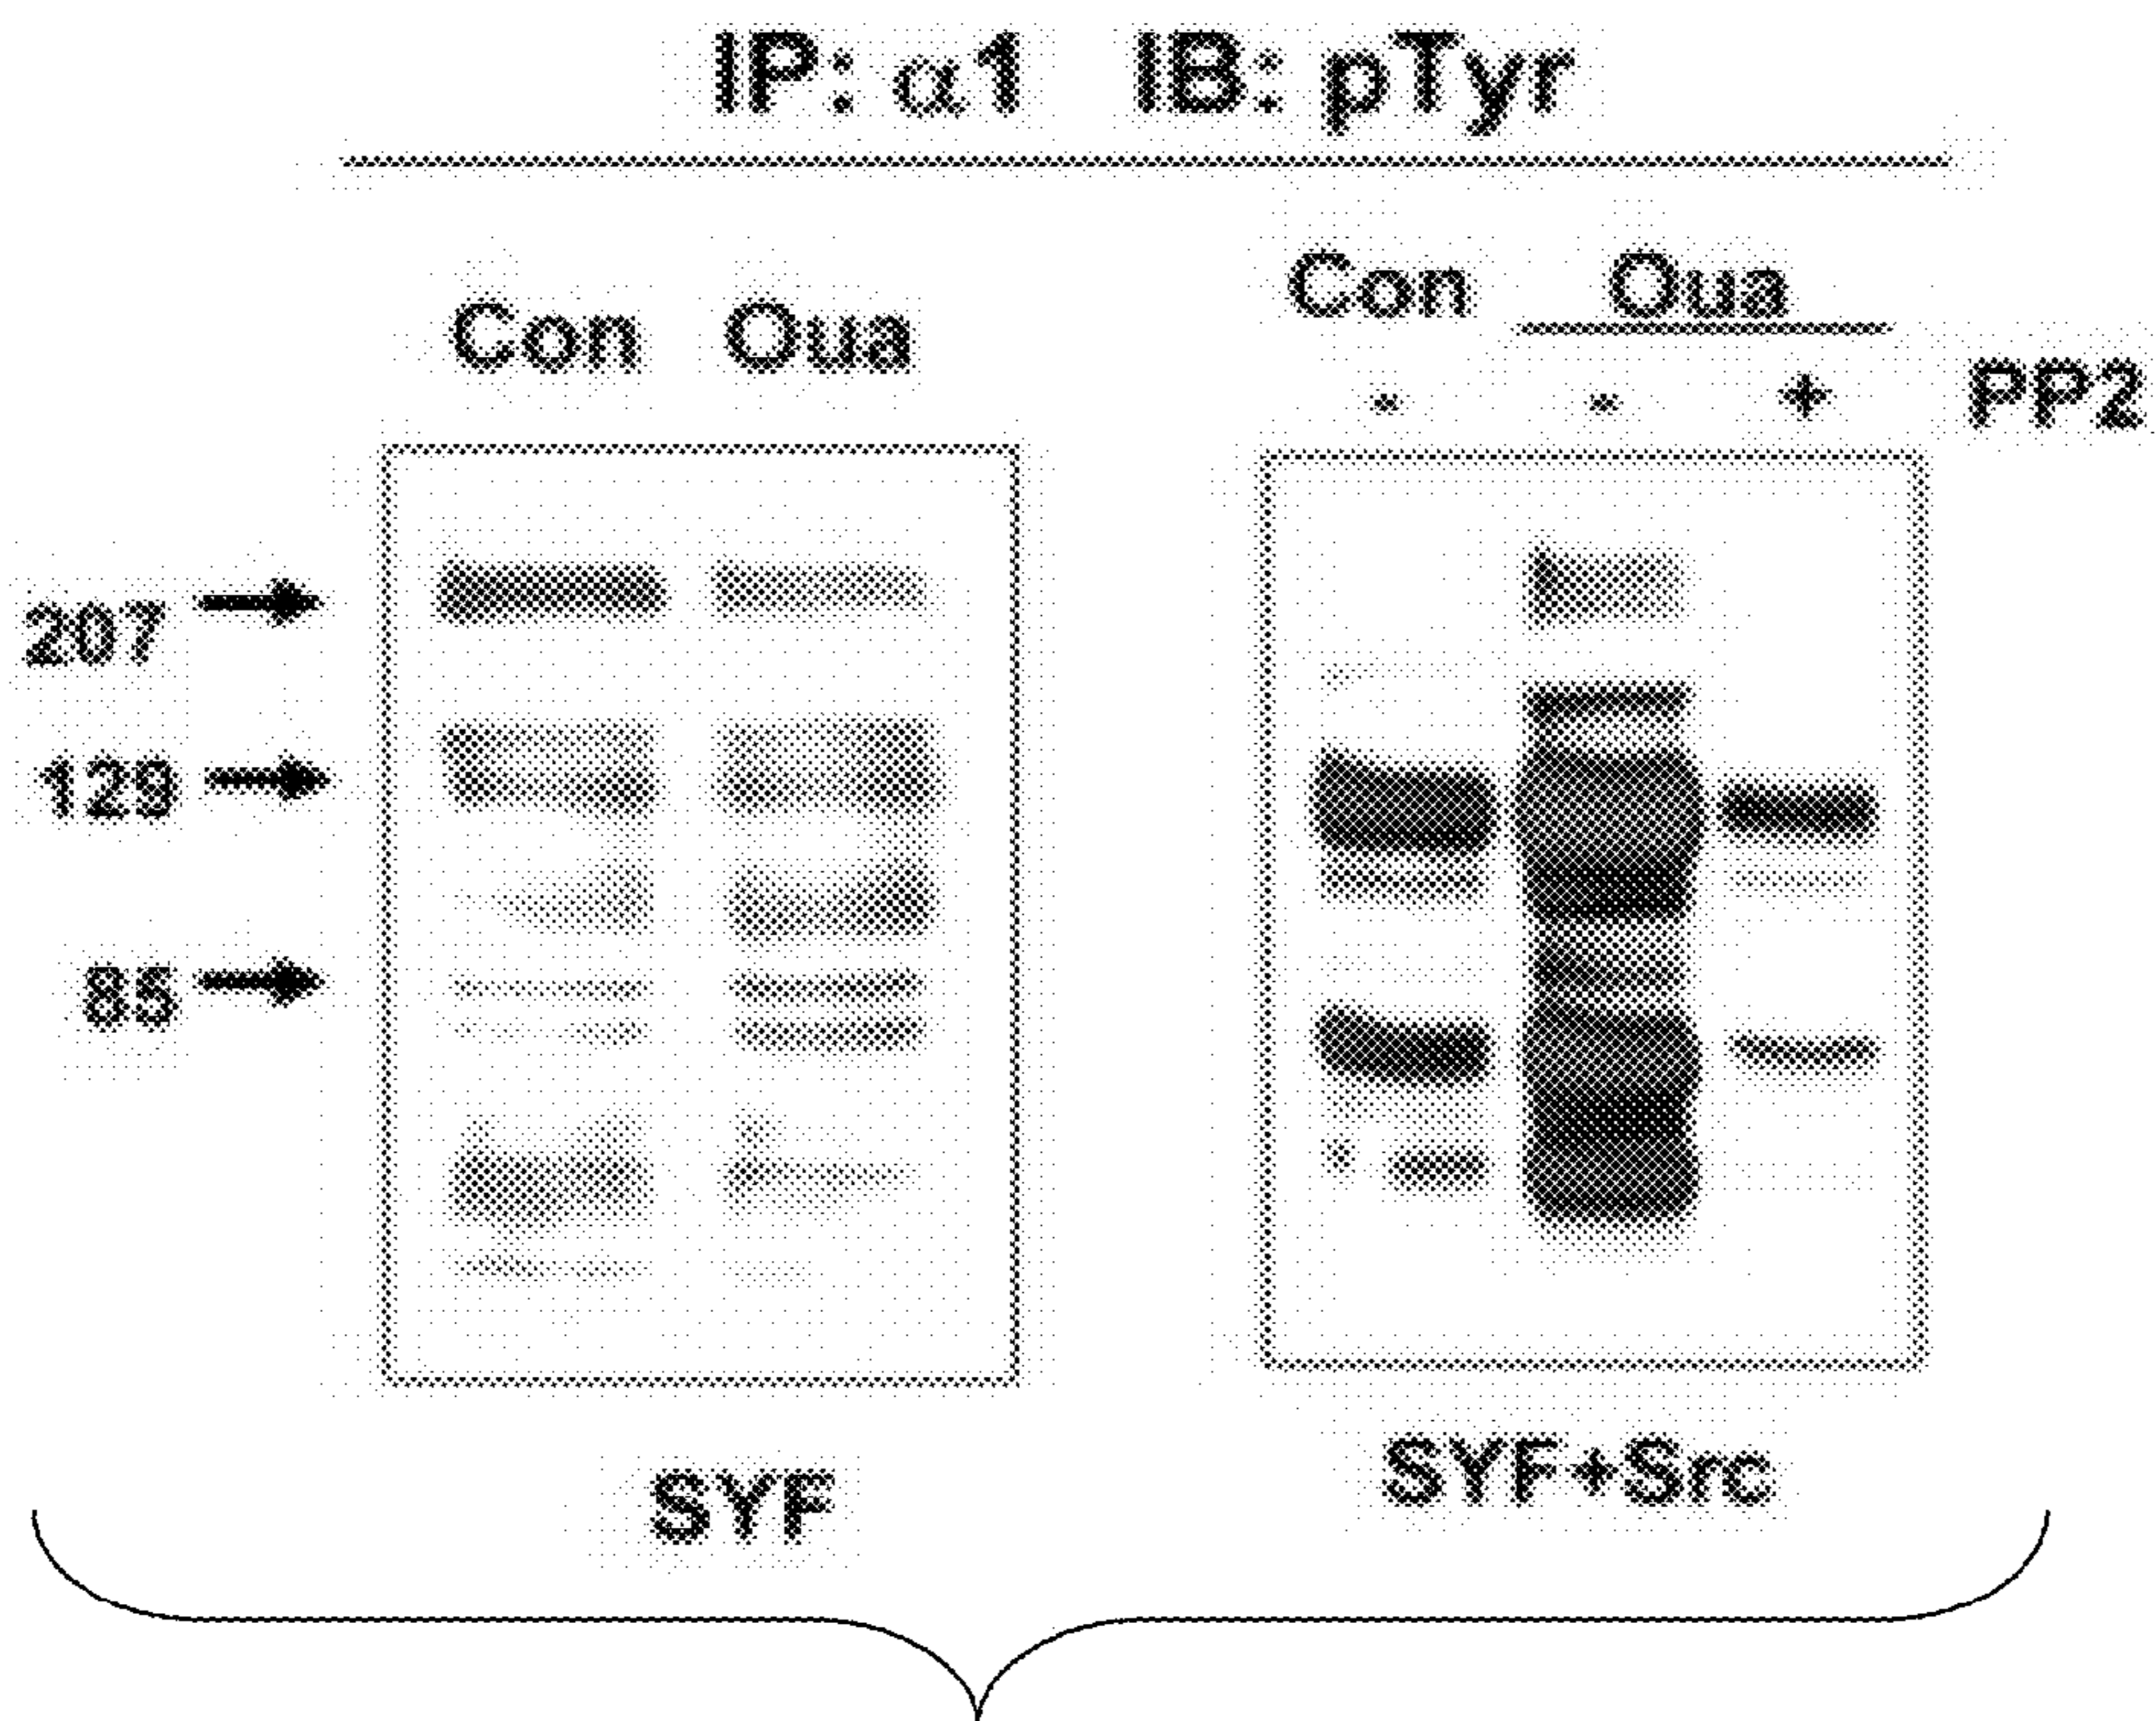 IP: α1 IB: pTyr
Con Oua
Con Oua
- - + PP2
207
129
85
SYF
SYF+Src